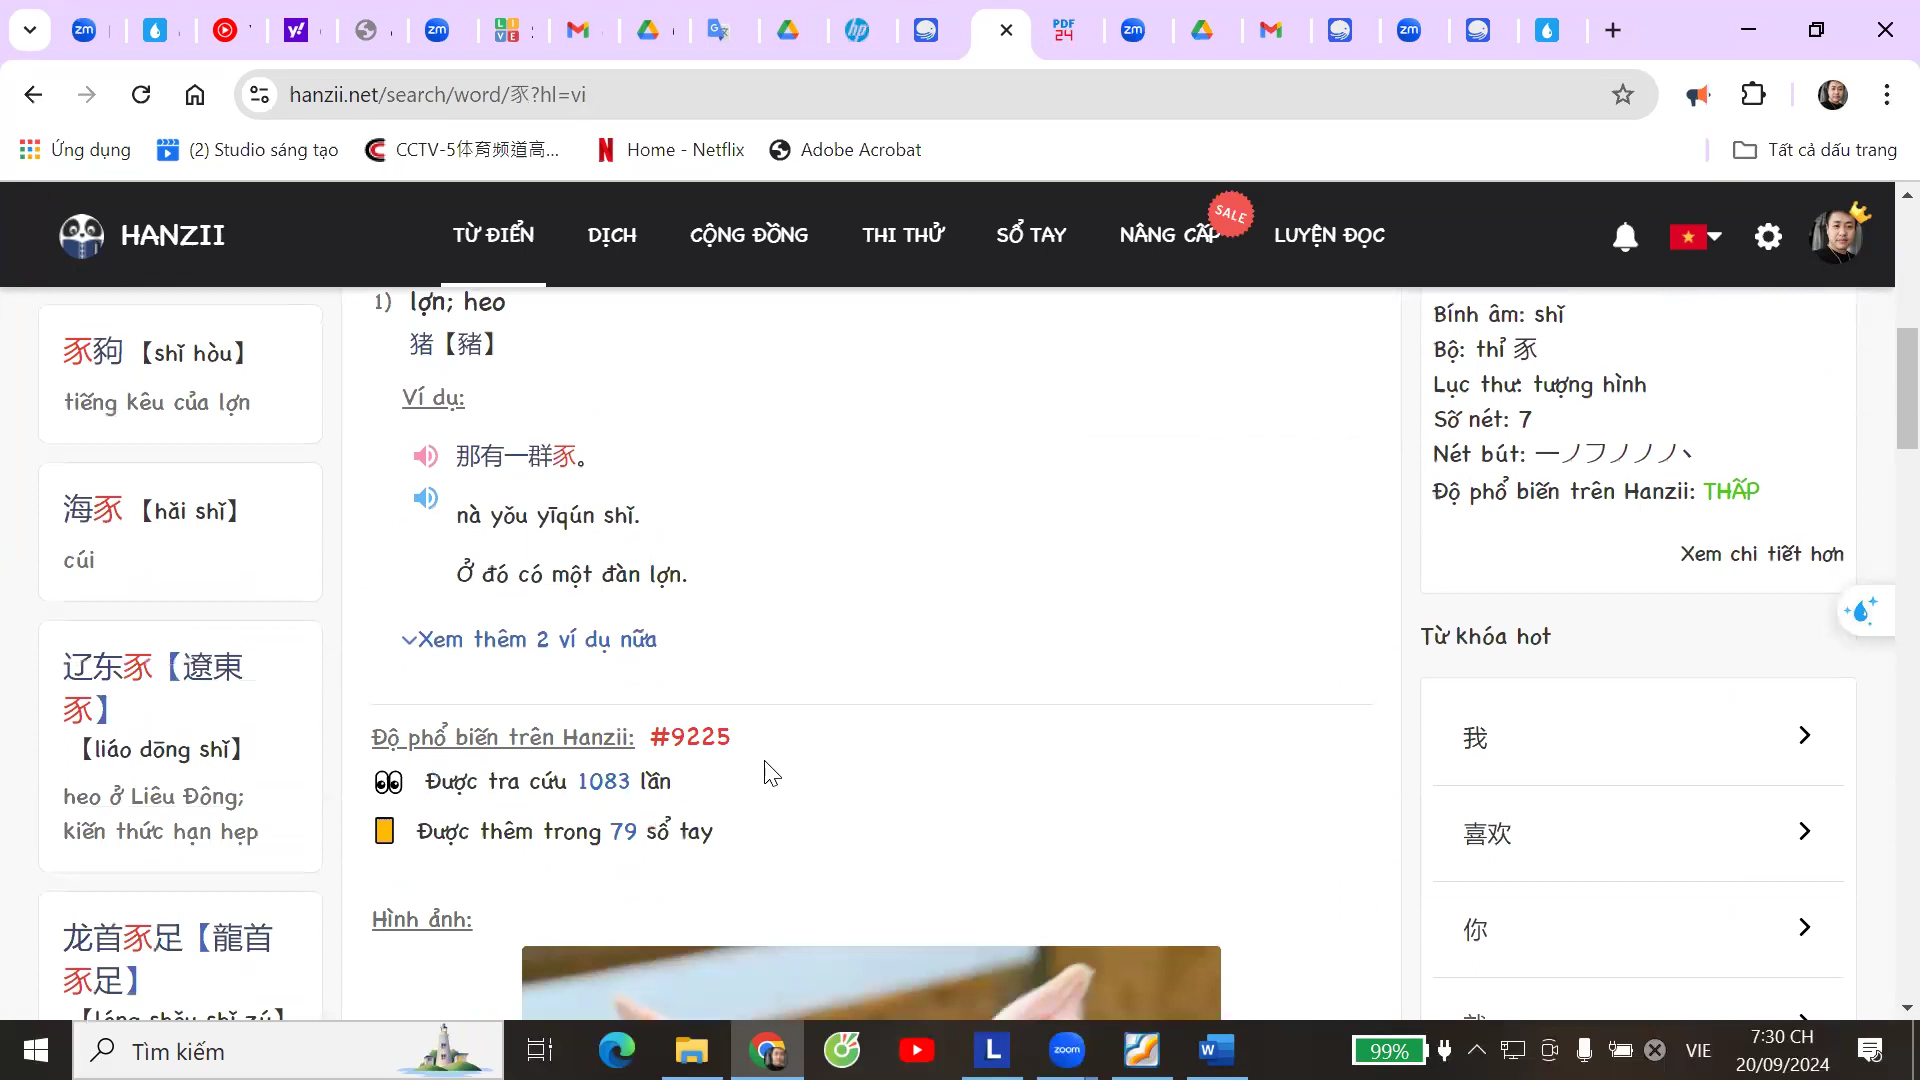 hanzii.net/search/word/豕?hl=vi
Ứng dụng
(2) Studio sáng tạo
CCTV-5体育频道高...
Home - Netflix
Adobe Acrobat
Tất cả dấu trang
HANZII
TỪ ĐIỂN
DỊCH
CỘNG ĐỒNG
THI THỬ
SỔ TAY
NÂNG CẤP
SALE
LUYỆN ĐỌC
豕豞【shǐ hòu】
tiếng kêu của lợn
海豕【hǎi shǐ】
cúi
辽东豕【遼東
豕】
【liáo dōng shǐ】
heo ở Liêu Đông;
kiến thức hạn hẹp
龙首豕足【龍首
豕足】
【lóng shǒu shǐ zú】
1) lợn; heo
猪【豬】
Ví dụ:
那有一群豕。
nà yǒu yīqún shǐ.
Ở đó có một đàn lợn.
Xem thêm 2 ví dụ nữa
Độ phổ biến trên Hanzii: #9225
Được tra cứu 1083 lần
Được thêm trong 79 sổ tay
Hình ảnh:
Bính âm: shǐ
Bộ: thỉ 豕
Lục thư: tượng hình
Số nét: 7
Nét bút: 一ノフノノノ丶
Độ phổ biến trên Hanzii: THẤP
Xem chi tiết hơn
Từ khóa hot
我
喜欢
你
Tìm kiếm
99%
VIE
7:30 CH
20/09/2024